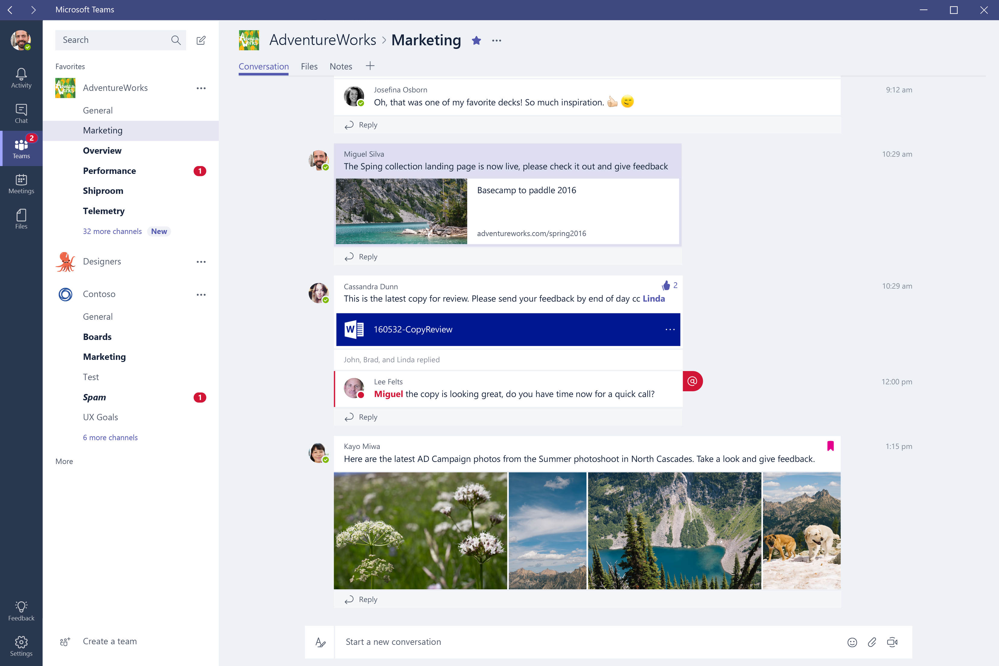 Microsoft Teams
Activity
Chat
2
Teams
Meetings
Files
Feedback
Settings
Search
Favorites
Adventure Works
AdventureWorks
General
Marketing
Overview
Performance 1
Shiproom
Telemetry
32 more channels New
Designers
Contoso
General
Boards
Marketing
Test
Spam 1
UX Goals
6 more channels
More
Create a team
Adventure Works
AdventureWorks > Marketing
Conversation Files Notes
Josefina Osborn 9:12 am
Oh, that was one of my favorite decks! So much inspiration. 👍🏻 😊
Reply
Miguel Silva 10:29 am
The Sping collection landing page is now live, please check it out and give feedback
Basecamp to paddle 2016
adventureworks.com/spring2016
Reply
Cassandra Dunn 2 10:29 am
This is the latest copy for review. Please send your feedback by end of day cc Linda
W 160532-CopyReview
John, Brad, and Linda replied
Lee Felts @ 12:00 pm
Miguel the copy is looking great, do you have time now for a quick call?
Reply
Kayo Miwa 1:15 pm
Here are the latest AD Campaign photos from the Summer photoshoot in North Cascades. Take a look and give feedback.
Reply
Start a new conversation